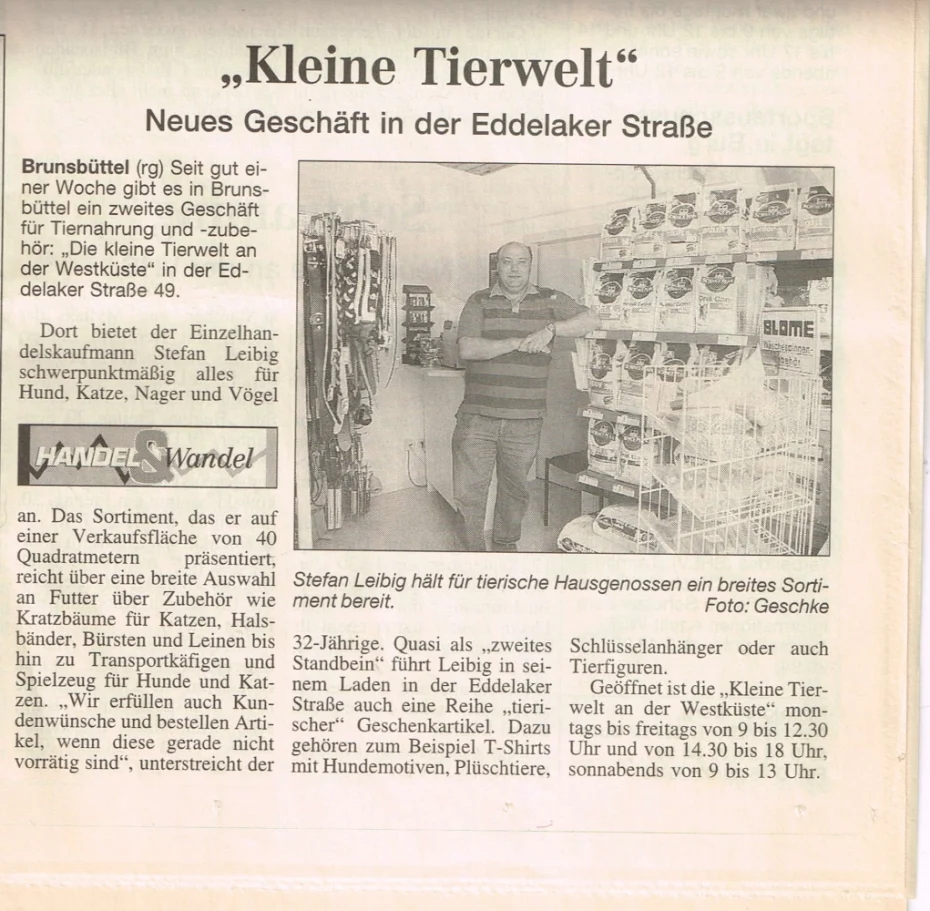 „Kleine Tierwelt“
Neues Geschäft in der Eddelaker Straße
Brunsbüttel (rg) Seit gut ei-
ner Woche gibt es in Bruns-
büttel ein zweites Geschäft
für Tiernahrung und -zube-
hör: „Die kleine Tierwelt an
der Westküste“ in der Ed-
delaker Straße 49.
Dort bietet der Einzelhan-
delskaufmann Stefan Leibig
schwerpunktmäßig alles für
Hund, Katze, Nager und Vögel
HANDEL & Wandel
an. Das Sortiment, das er auf
einer Verkaufsfläche von 40
Quadratmetern präsentiert,
reicht über eine breite Auswahl
an Futter über Zubehör wie
Kratzbäume für Katzen, Hals-
bänder, Bürsten und Leinen bis
hin zu Transportkäfigen und
Spielzeug für Hunde und Kat-
zen. „Wir erfüllen auch Kun-
denwünsche und bestellen Arti-
kel, wenn diese gerade nicht
vorrätig sind“, unterstreicht der
BLOME
Stefan Leibig hält für tierische Hausgenossen ein breites Sorti-
ment bereit. Foto: Geschke
32-Jährige. Quasi als „zweites
Standbein“ führt Leibig in sei-
nem Laden in der Eddelaker
Straße auch eine Reihe „tieri-
scher“ Geschenkartikel. Dazu
gehören zum Beispiel T-Shirts
mit Hundemotiven, Plüschtiere,
Schlüsselanhänger oder auch
Tierfiguren.
Geöffnet ist die „Kleine Tier-
welt an der Westküste“ mon-
tags bis freitags von 9 bis 12.30
Uhr und von 14.30 bis 18 Uhr,
sonnabends von 9 bis 13 Uhr.